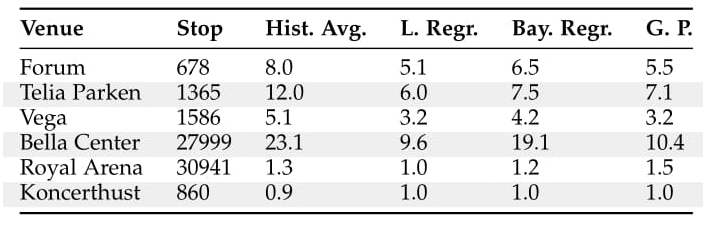 Venue Stop Hist. Avg. L. Regr. Bay. Regr. G. P.
Forum 678 8.0 5.1 6.5 5.5
Telia Parken 1365 12.0 6.0 7.5 7.1
Vega 1586 5.1 3.2 4.2 3.2
Bella Center 27999 23.1 9.6 19.1 10.4
Royal Arena 30941 1.3 1.0 1.2 1.5
Koncerthust 860 0.9 1.0 1.0 1.0